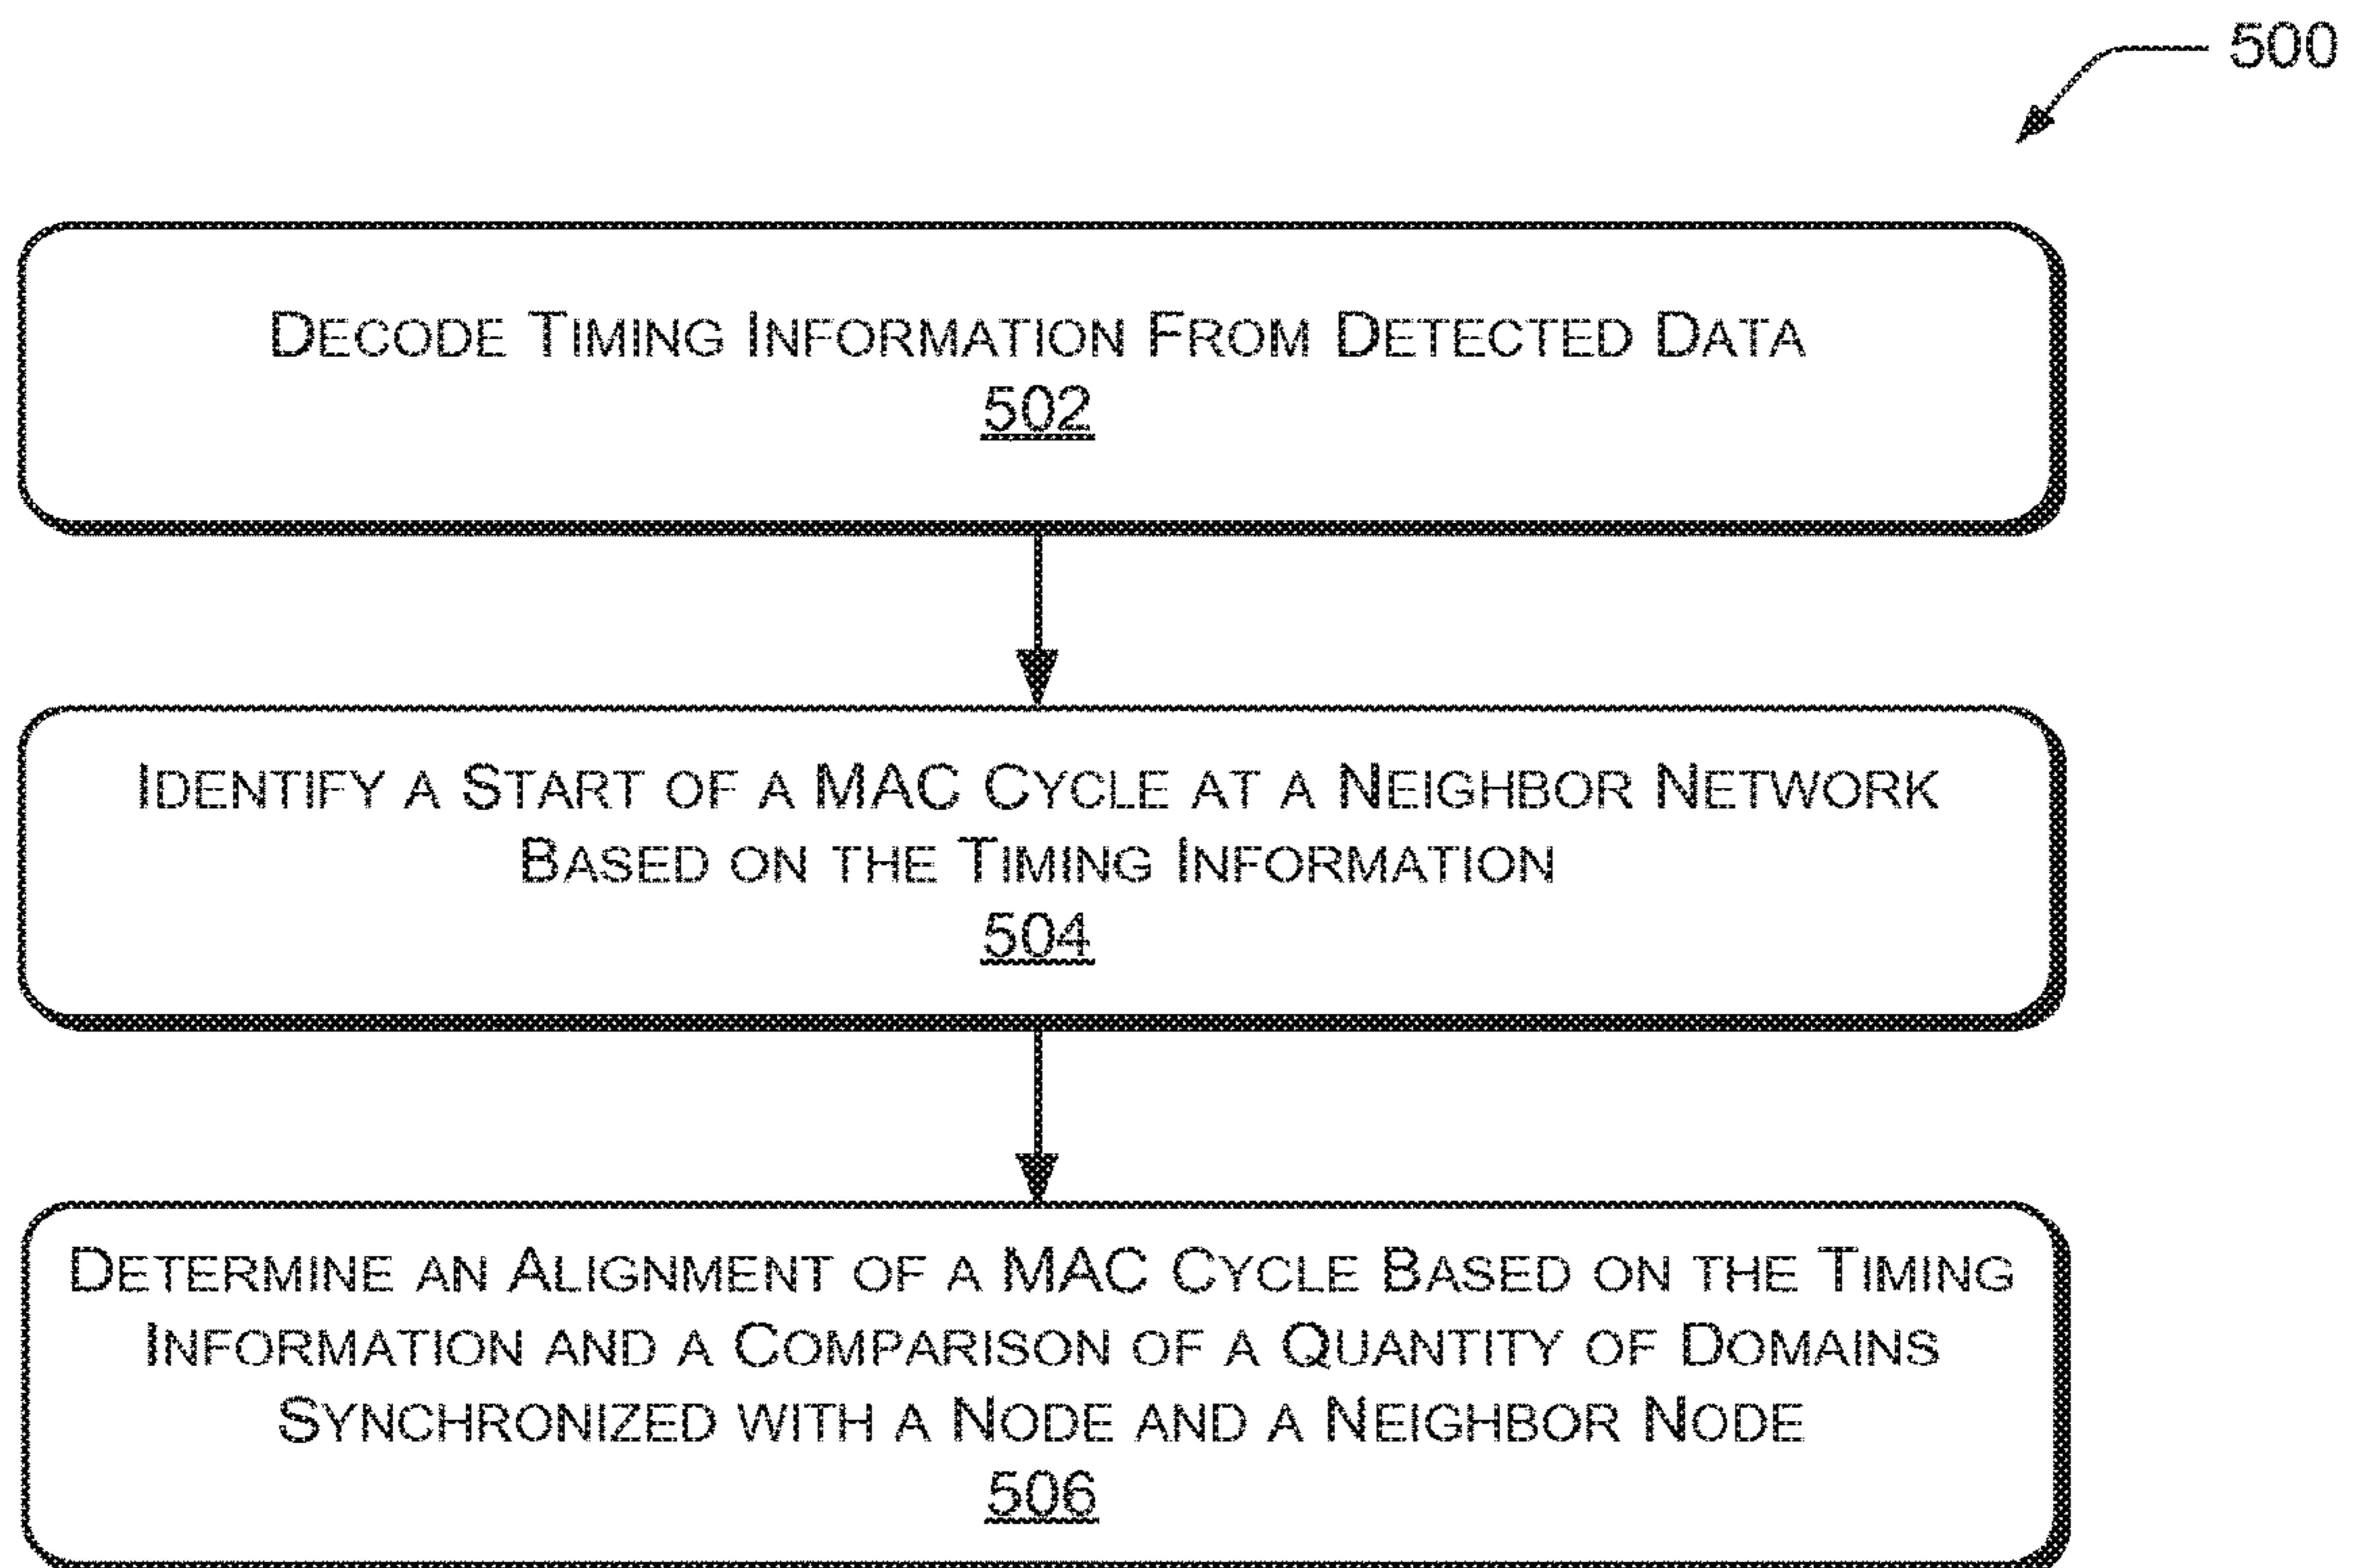 500
DECODE TIMING INFORMATION FROM DETECTED DATA
502
IDENTIFY A START OF A MAC CYCLE AT A NEIGHBOR NETWORK
BASED ON THE TIMING INFORMATION
504
DETERMINE AN ALIGNMENT OF A MAC CYCLE BASED ON THE TIMING
INFORMATION AND A COMPARISON OF A QUANTITY OF DOMAINS
SYNCHRONIZED WITH A NODE AND A NEIGHBOR NODE
506